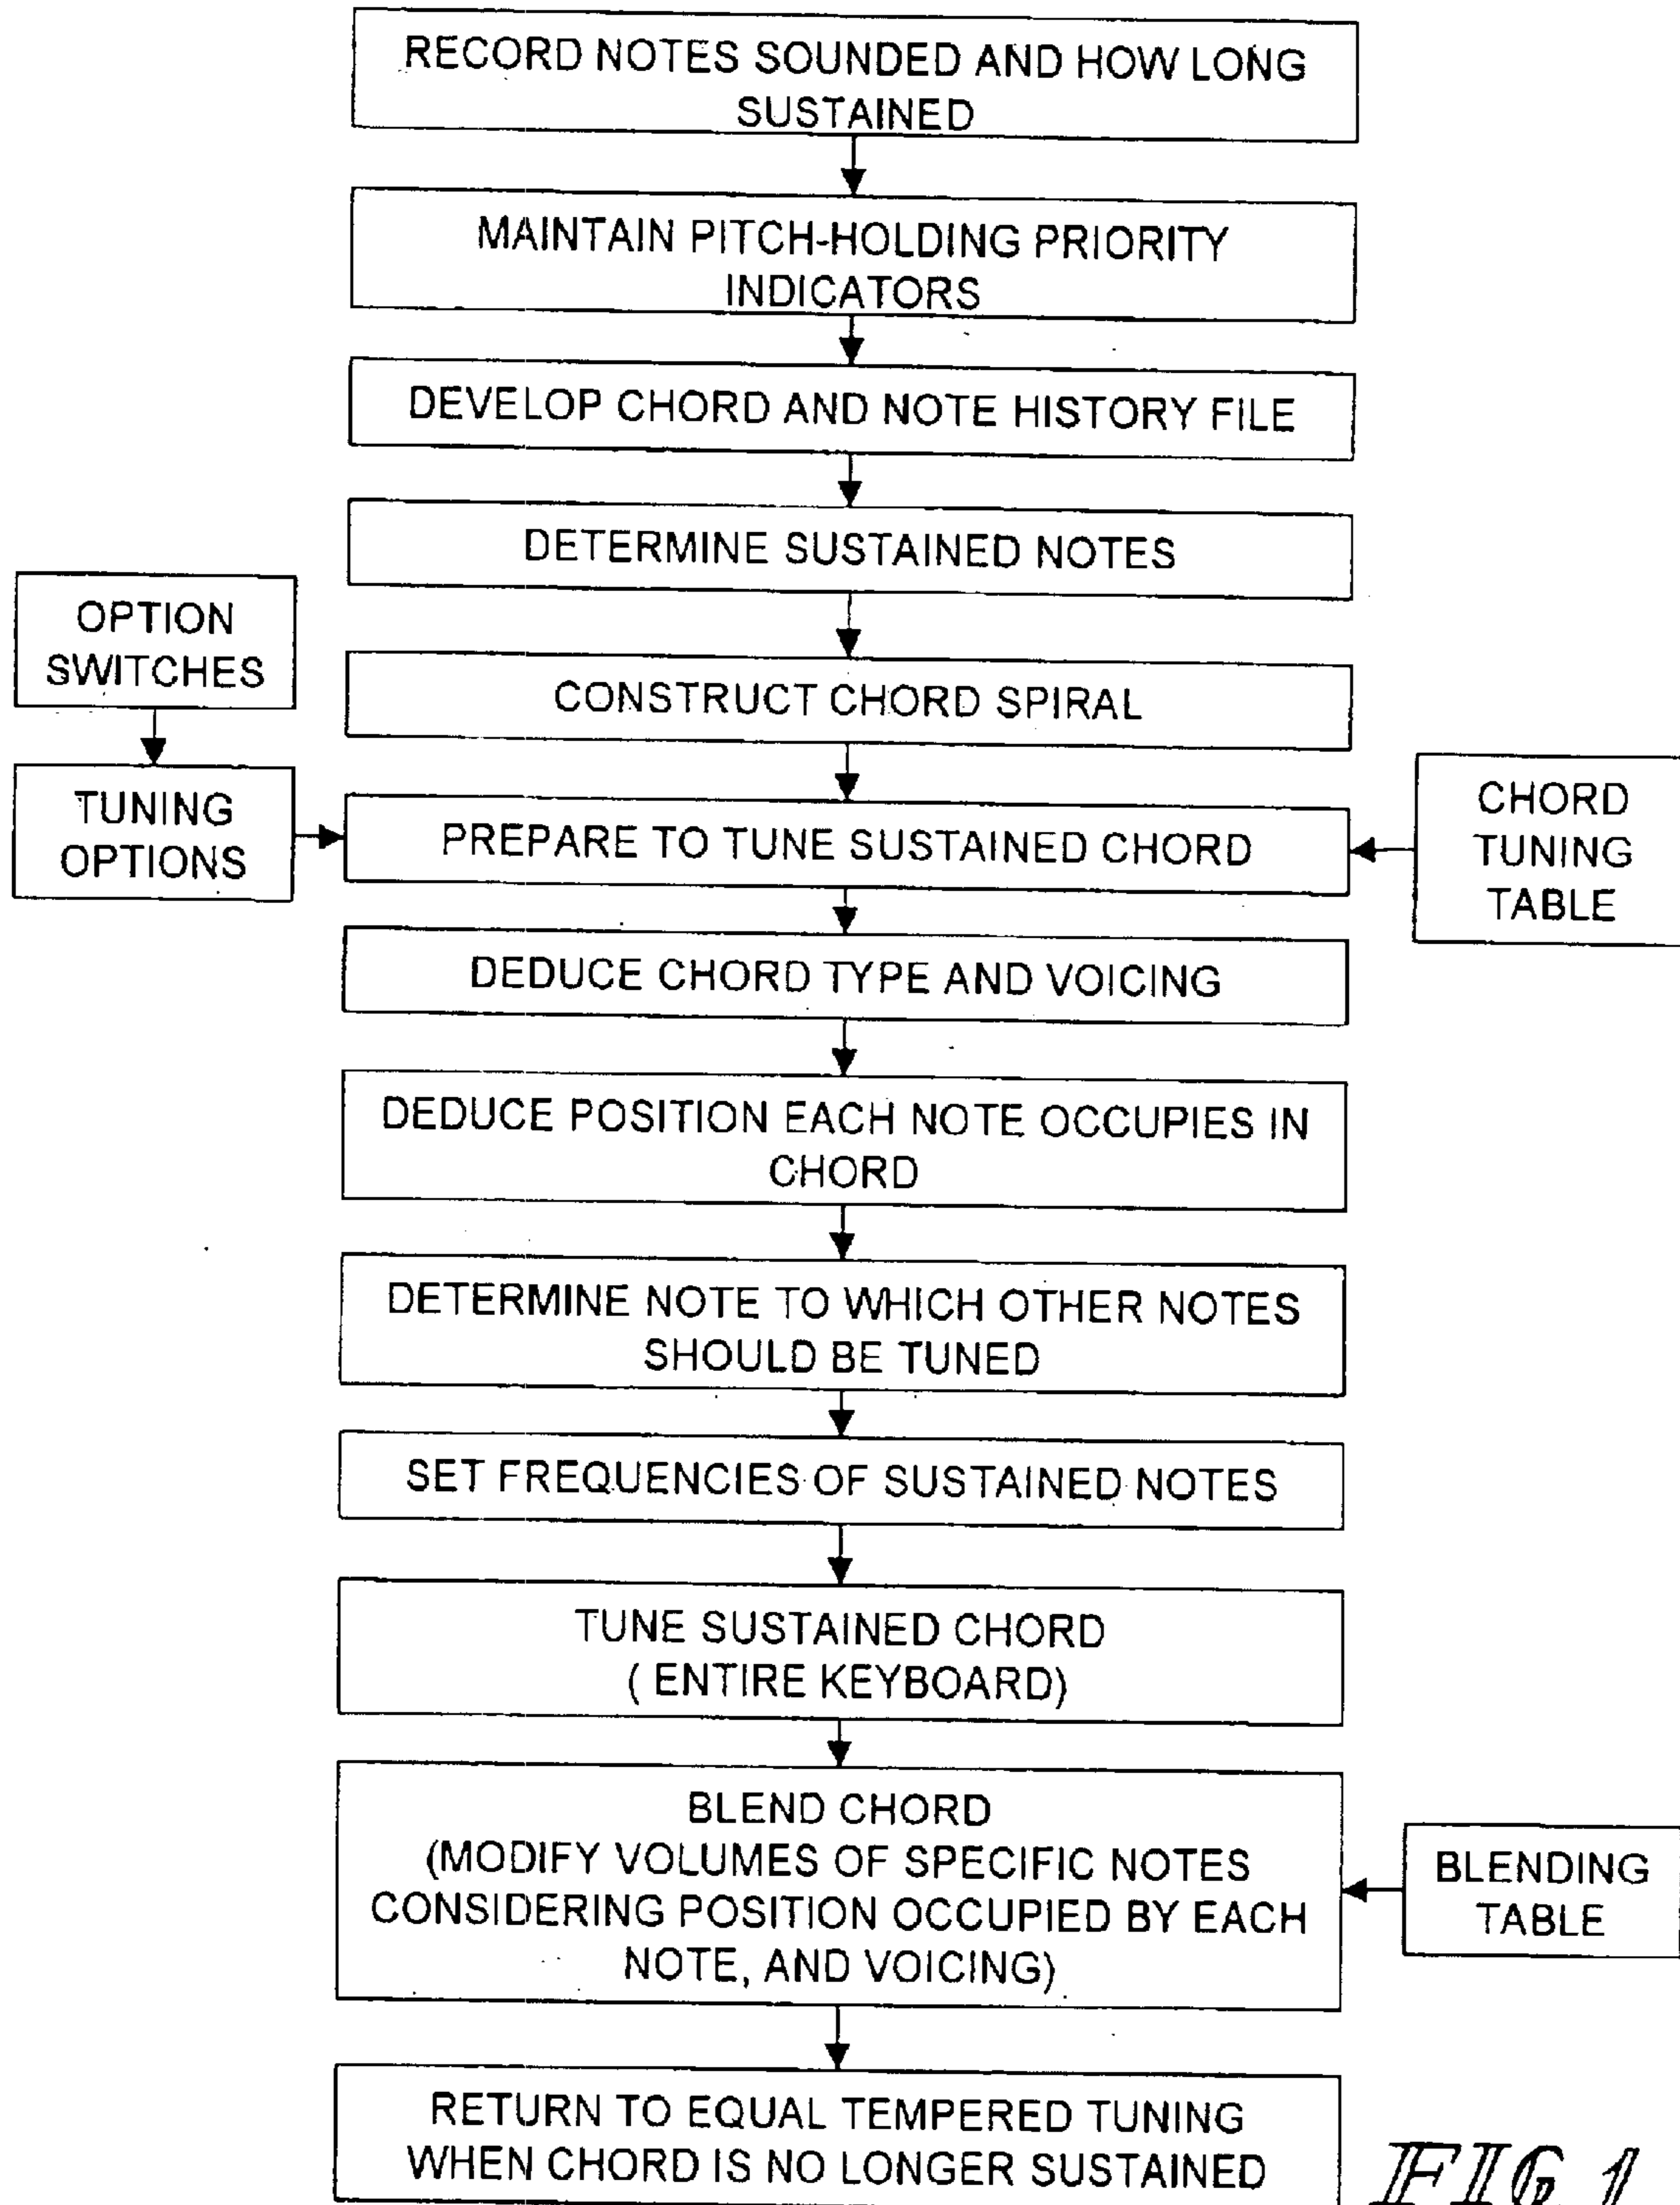 RECORD NOTES SOUNDED AND HOW LONG
SUSTAINED
MAINTAIN PITCH-HOLDING PRIORITY
INDICATORS
DEVELOP CHORD AND NOTE HISTORY FILE
DETERMINE SUSTAINED NOTES
OPTION
SWITCHES
CONSTRUCT CHORD SPIRAL
TUNING
OPTIONS
PREPARE TO TUNE SUSTAINED CHORD
CHORD
TUNING
TABLE
DEDUCE CHORD TYPE AND VOICING
DEDUCE POSITION EACH NOTE OCCUPIES IN
CHORD
DETERMINE NOTE TO WHICH OTHER NOTES
SHOULD BE TUNED
SET FREQUENCIES OF SUSTAINED NOTES
TUNE SUSTAINED CHORD
( ENTIRE KEYBOARD)
BLEND CHORD
(MODIFY VOLUMES OF SPECIFIC NOTES
CONSIDERING POSITION OCCUPIED BY EACH
NOTE, AND VOICING)
BLENDING
TABLE
RETURN TO EQUAL TEMPERED TUNING
WHEN CHORD IS NO LONGER SUSTAINED
FIG. 1